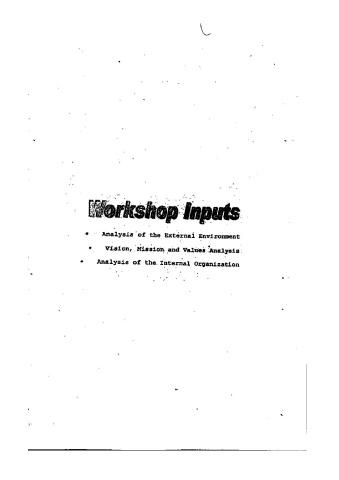 Workshop Inputs
• Analysis of the External Environment
• Vision, Mission and Values Analysis
• Analysis of the Internal Organization